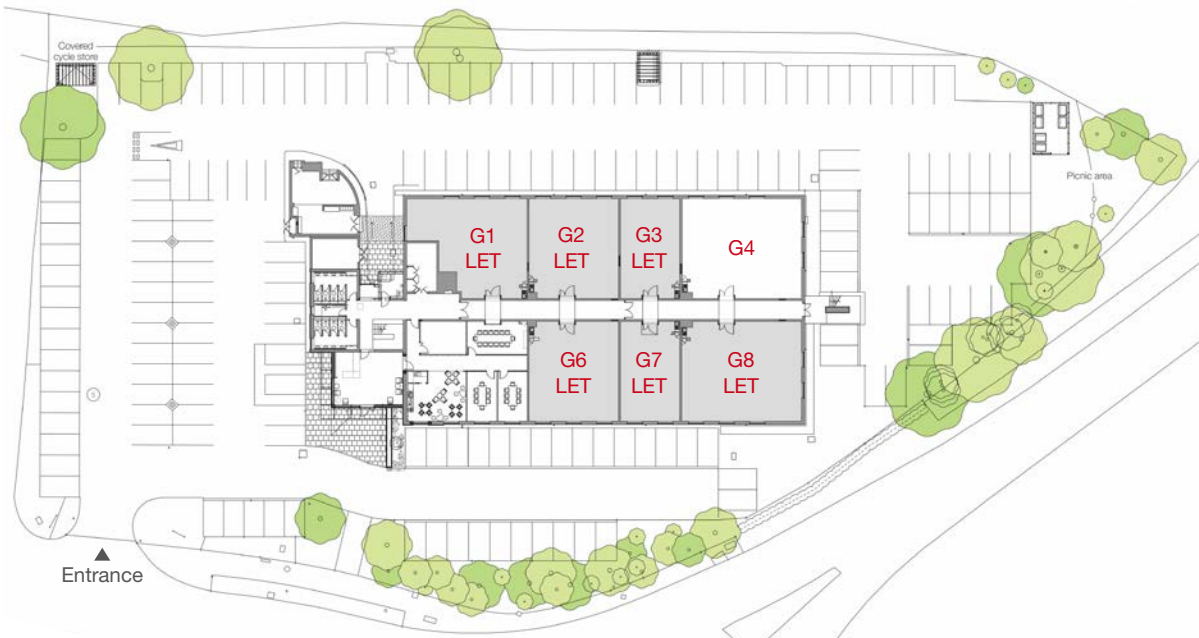 Covered
cycle store
Picnic area
G1
LET
G2
LET
G3
LET
G4
G6
LET
G7
LET
G8
LET
Entrance